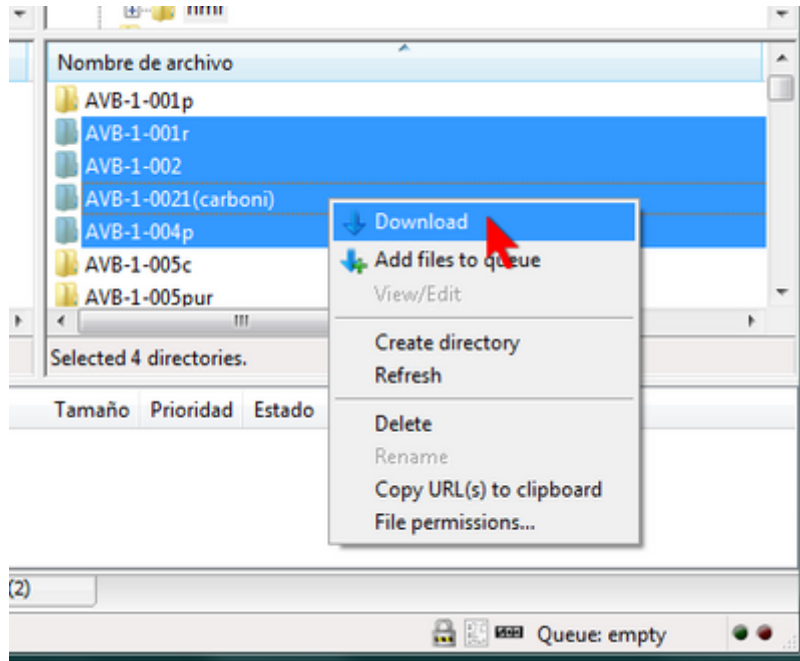 nmr
Nombre de archivo
AVB-1-001p
AVB-1-001r
AVB-1-002
AVB-1-0021(carboni)
AVB-1-004p
AVB-1-005c
AVB-1-005pur
Selected 4 directories.
Download
Add files to queue
View/Edit
Create directory
Refresh
Delete
Rename
Copy URL(s) to clipboard
File permissions...
Tamaño Prioridad Estado
(2)
Queue: empty